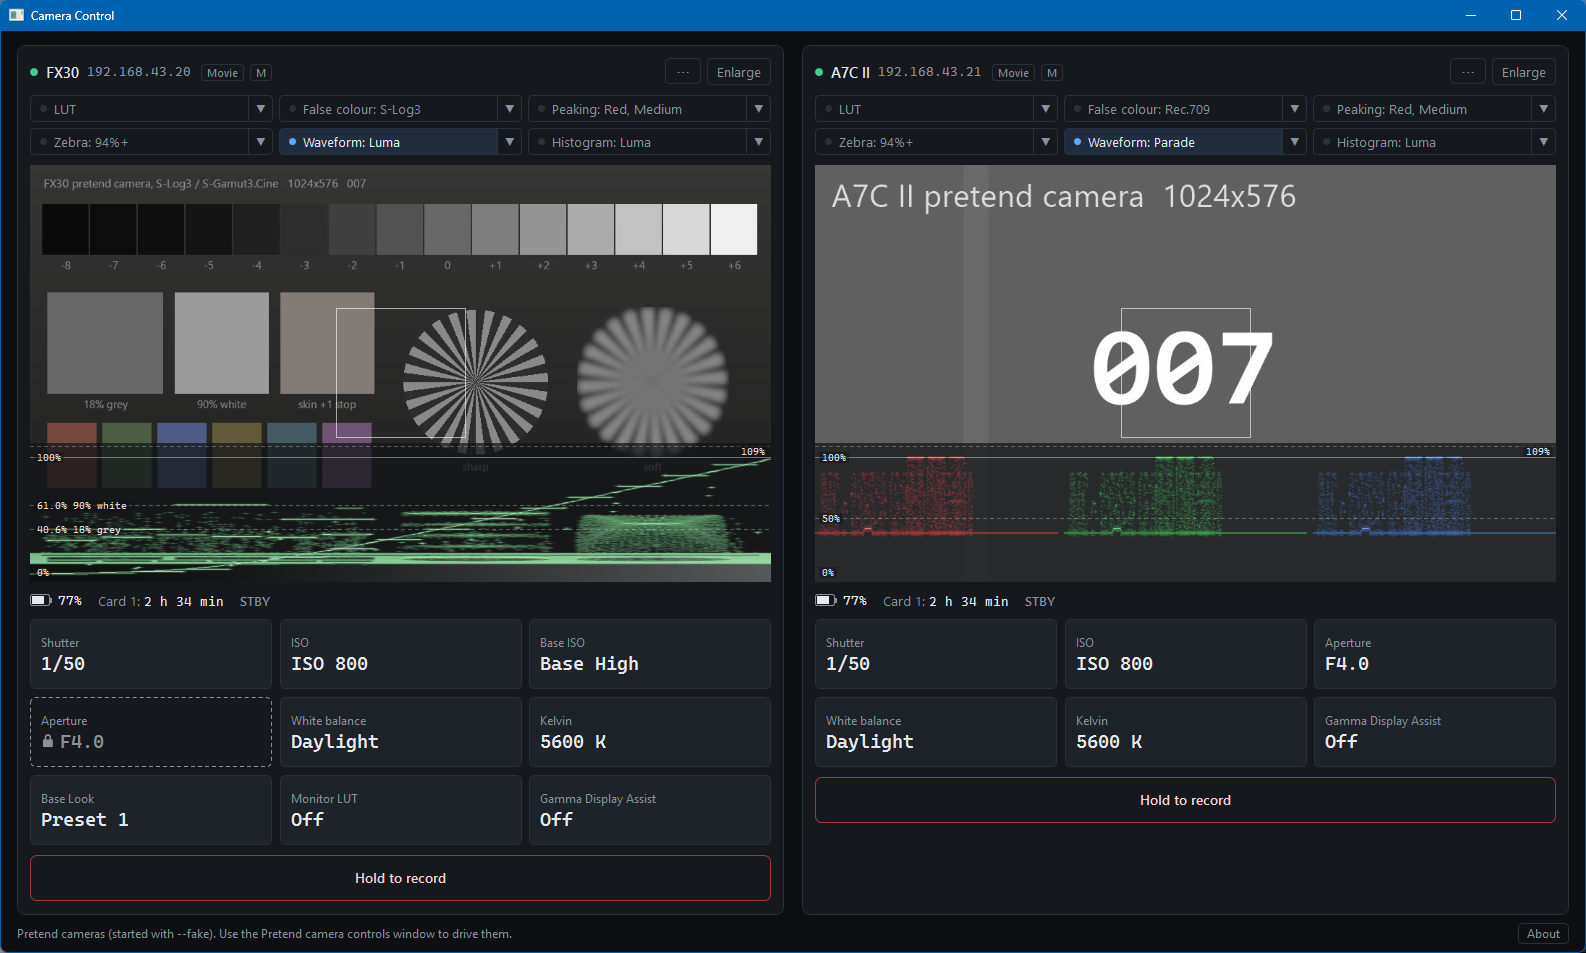 Camera Control
FX30 192.168.43.20 Movie M ... Enlarge
LUT False colour: S-Log3 Peaking: Red, Medium
Zebra: 94%+ Waveform: Luma Histogram: Luma
FX30 pretend camera, S-Log3 / S-Gamut3.Cine 1024x576 007
-8 -7 -6 -5 -4 -3 -2 -1 0 +1 +2 +3 +4 +5 +6
18% grey 90% white skin +1 stop
sharp soft
100% 109%
61.0% 90% white
40.6% 18% grey
0%
77% Card 1: 2 h 34 min STBY
Shutter ISO Base ISO
1/50 ISO 800 Base High
Aperture White balance Kelvin
F4.0 Daylight 5600 K
Base Look Monitor LUT Gamma Display Assist
Preset 1 Off Off
Hold to record
A7C II 192.168.43.21 Movie M ... Enlarge
LUT False colour: Rec.709 Peaking: Red, Medium
Zebra: 94%+ Waveform: Parade Histogram: Luma
A7C II pretend camera 1024x576
007
100% 109%
50%
0%
77% Card 1: 2 h 34 min STBY
Shutter ISO Aperture
1/50 ISO 800 F4.0
White balance Kelvin Gamma Display Assist
Daylight 5600 K Off
Hold to record
Pretend cameras (started with --fake). Use the Pretend camera controls window to drive them.
About